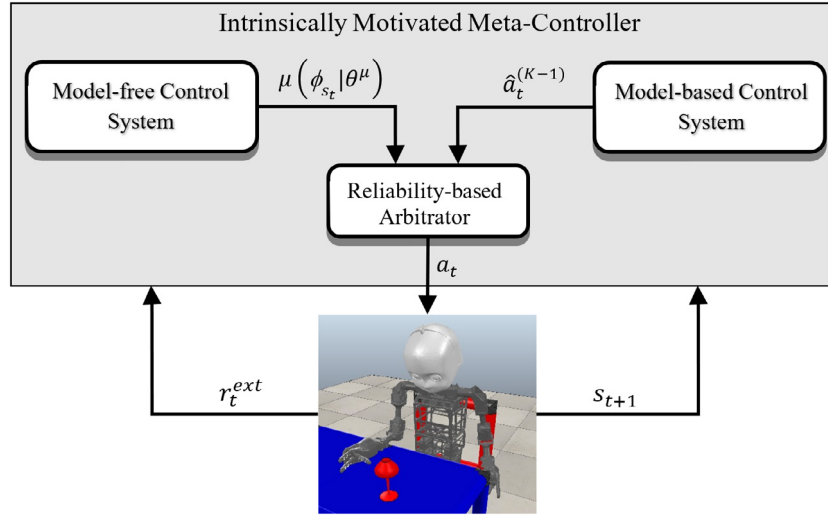 Intrinsically Motivated Meta-Controller
Model-free Control
System
μ(ϕ_{s_t}|θ^μ)
â_t^{(K−1)}
Model-based Control
System
Reliability-based
Arbitrator
a_t
r_t^{ext}
s_{t+1}